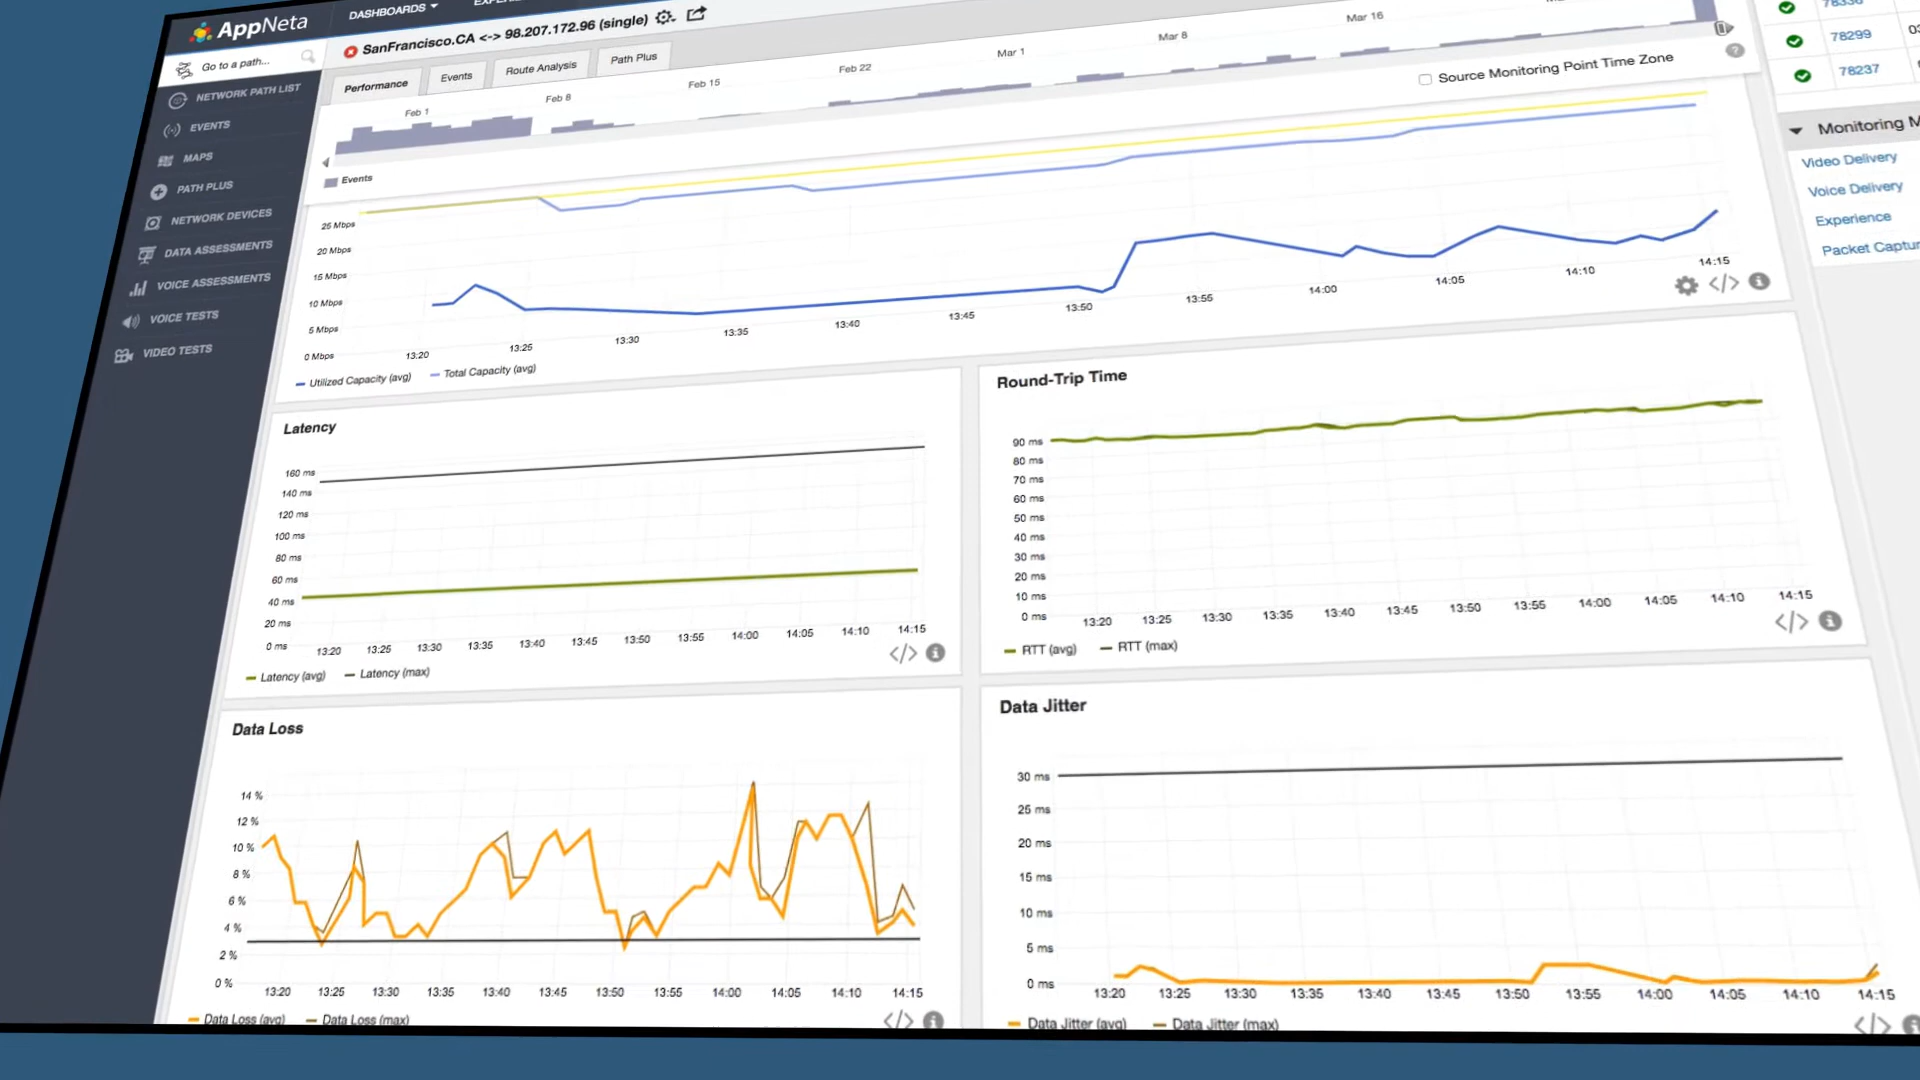 AppNeta
DASHBOARDS
Go to a path...
SanFrancisco.CA <-> 98.207.172.96 (single)
NETWORK PATH LIST
EVENTS
MAPS
PATH PLUS
NETWORK DEVICES
DATA ASSESSMENTS
VOICE ASSESSMENTS
VOICE TESTS
VIDEO TESTS
Performance
Events
Route Analysis
Path Plus
Feb 1
Feb 8
Feb 15
Feb 22
Mar 1
Mar 8
Mar 16
Source Monitoring Point Time Zone
Events
25 Mbps
20 Mbps
15 Mbps
10 Mbps
5 Mbps
0 Mbps
13:20 13:25 13:30 13:35 13:40 13:45 13:50 13:55 14:00 14:05 14:10 14:15
Utilized Capacity (avg) Total Capacity (avg)
78299
78237
Video Delivery
Voice Delivery
Experience
Latency
160 ms
140 ms
120 ms
100 ms
80 ms
60 ms
40 ms
20 ms
0 ms
13:20 13:25 13:30 13:35 13:40 13:45 13:50 13:55 14:00 14:05 14:10 14:15
Latency (avg) Latency (max)
Round-Trip Time
90 ms
80 ms
70 ms
60 ms
50 ms
40 ms
30 ms
20 ms
10 ms
0 ms
13:20 13:25 13:30 13:35 13:40 13:45 13:50 13:55 14:00 14:05 14:10 14:15
RTT (avg) RTT (max)
Data Loss
14 %
12 %
10 %
8 %
6 %
4 %
2 %
0 %
13:20 13:25 13:30 13:35 13:40 13:45 13:50 13:55 14:00 14:05 14:10 14:15
Data Loss (avg) Data Loss (max)
Data Jitter
30 ms
25 ms
20 ms
15 ms
10 ms
5 ms
0 ms
13:20 13:25 13:30 13:35 13:40 13:45 13:50 13:55 14:00 14:05 14:10 14:15
Data Jitter (avg) Data Jitter (max)
Monitoring M
Packet Captur